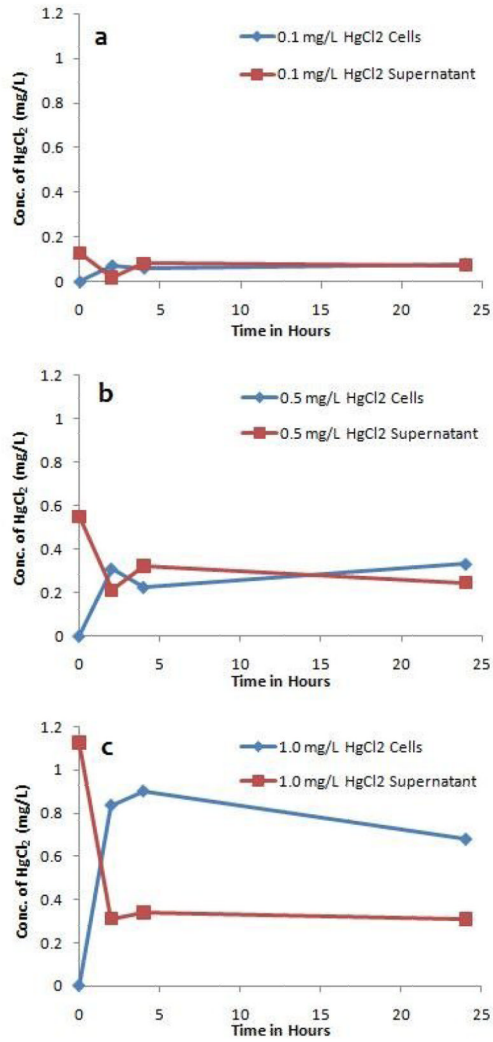 a
0.1 mg/L HgCl2 Cells
0.1 mg/L HgCl2 Supernatant
Conc. of HgCl₂ (mg/L)
1.2
1
0.8
0.6
0.4
0.2
0
0 5 10 15 20 25
Time in Hours
b
0.5 mg/L HgCl2 Cells
0.5 mg/L HgCl2 Supernatant
Conc. of HgCl₂ (mg/L)
1.2
1
0.8
0.6
0.4
0.2
0
0 5 10 15 20 25
Time in Hours
c
1.0 mg/L HgCl2 Cells
1.0 mg/L HgCl2 Supernatant
Conc. of HgCl₂ (mg/L)
1.2
1
0.8
0.6
0.4
0.2
0
0 5 10 15 20 25
Time in Hours